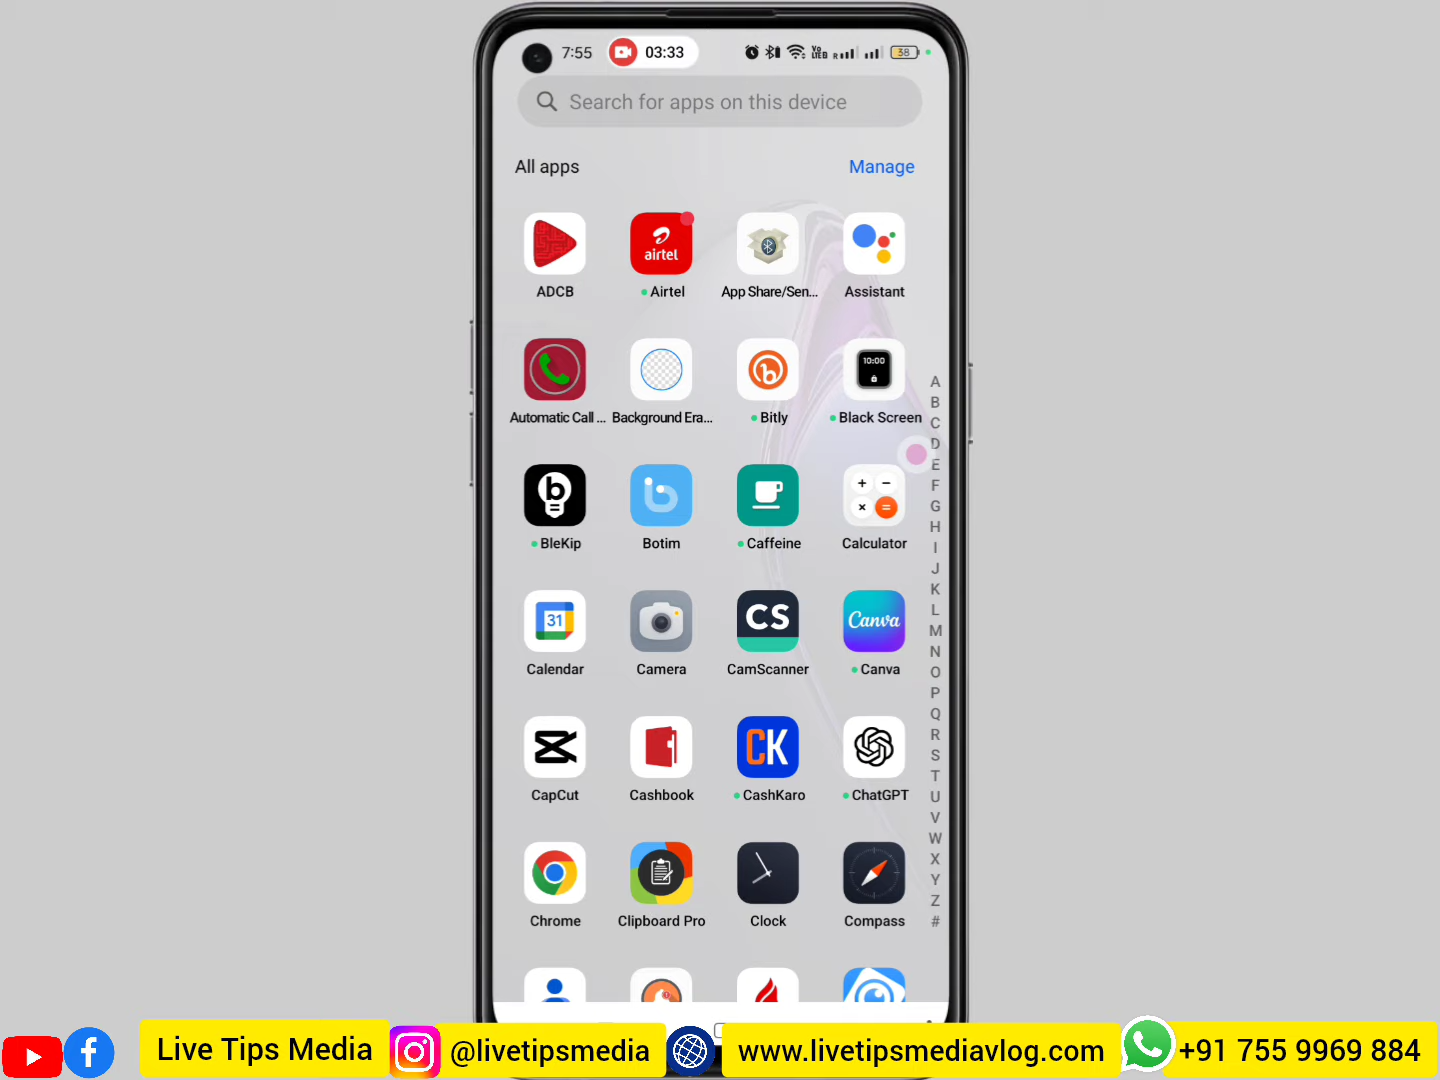 7:55 03:33 Vo LTE1 R 38
Search for apps on this device
All apps Manage
airtel
ADCB Airtel App Share/Sen... Assistant
10:00
Automatic Call ... Background Era... Bitly Black Screen
b
BleKip Botim Caffeine Calculator
31 CS Canva
Calendar Camera CamScanner Canva
CK
CapCut Cashbook CashKaro ChatGPT
Chrome Clipboard Pro Clock Compass
A
B
C
D
E
F
G
H
I
J
K
L
M
N
O
P
Q
R
S
T
U
V
W
X
Y
Z
#
Live Tips Media @livetipsmedia www.livetipsmediavlog.com +91 755 9969 884